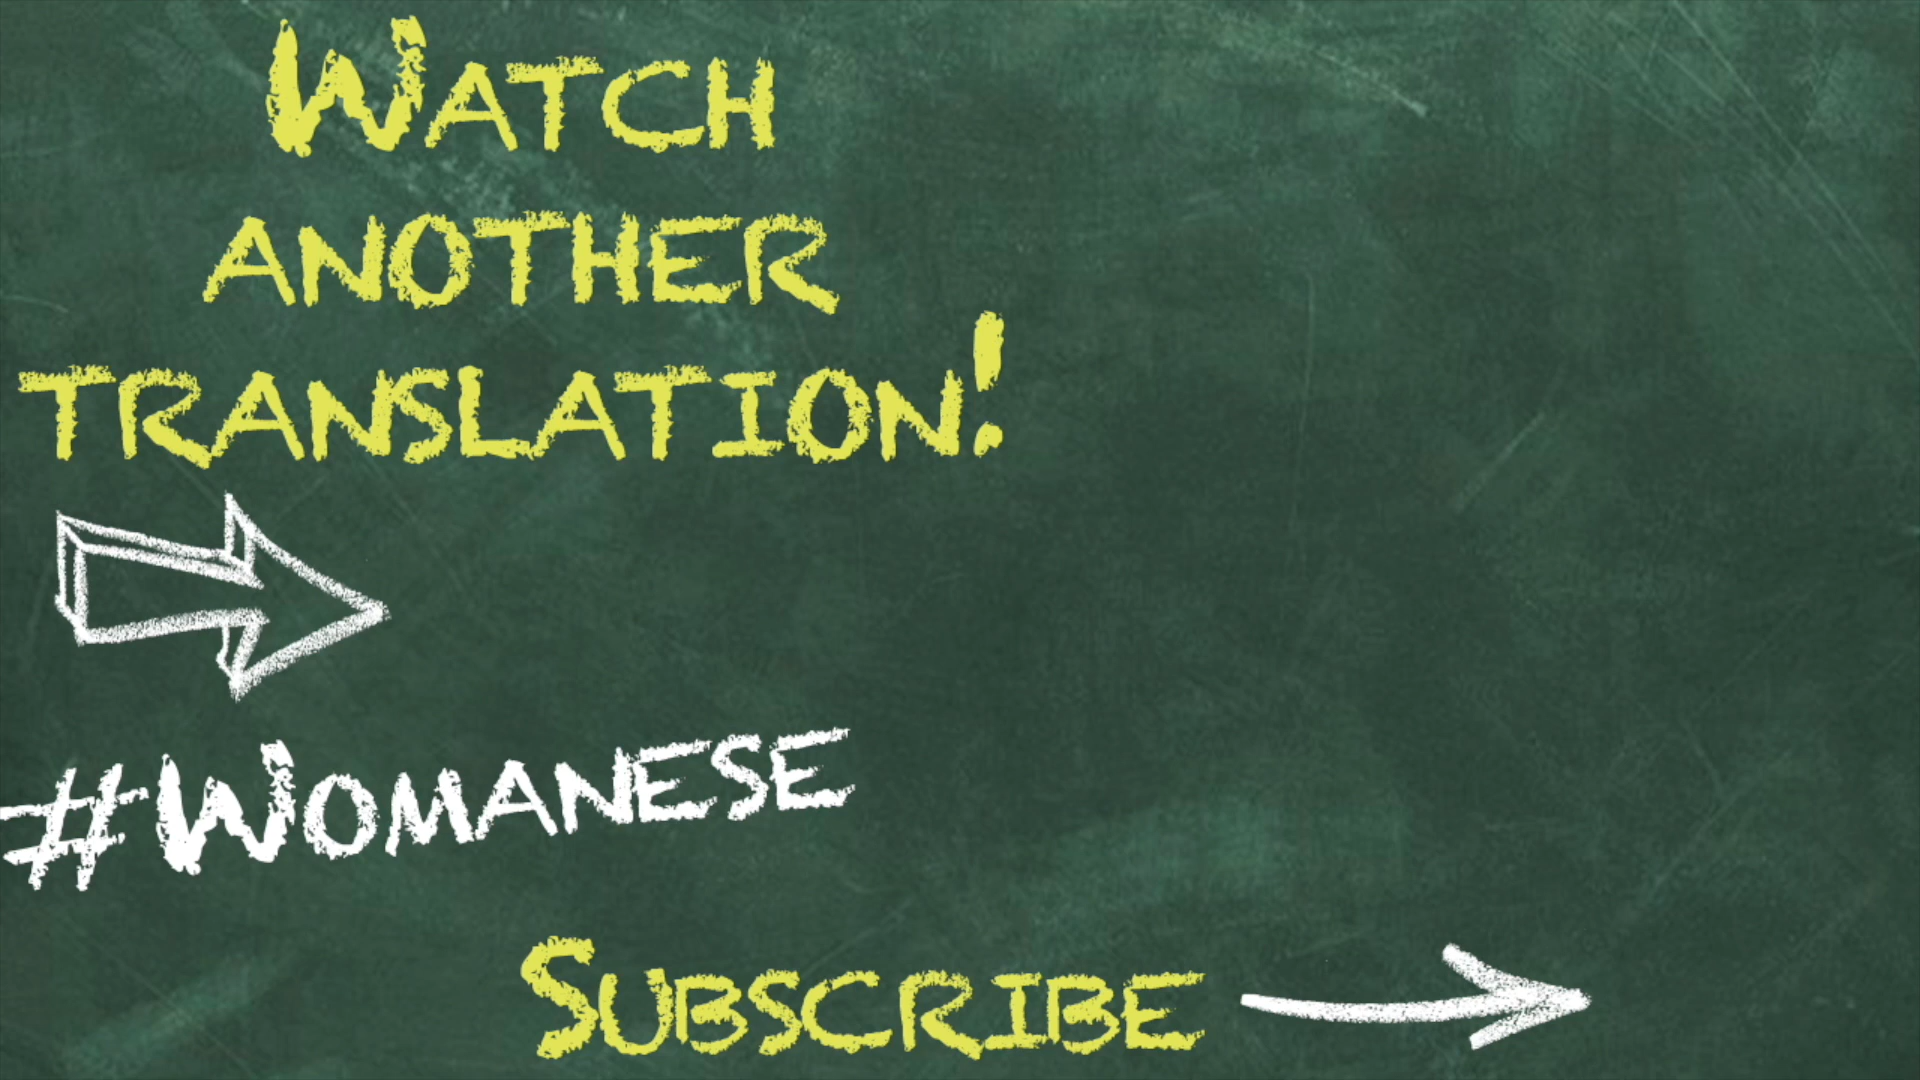 Watch
another
translation!
#Womanese
Subscribe